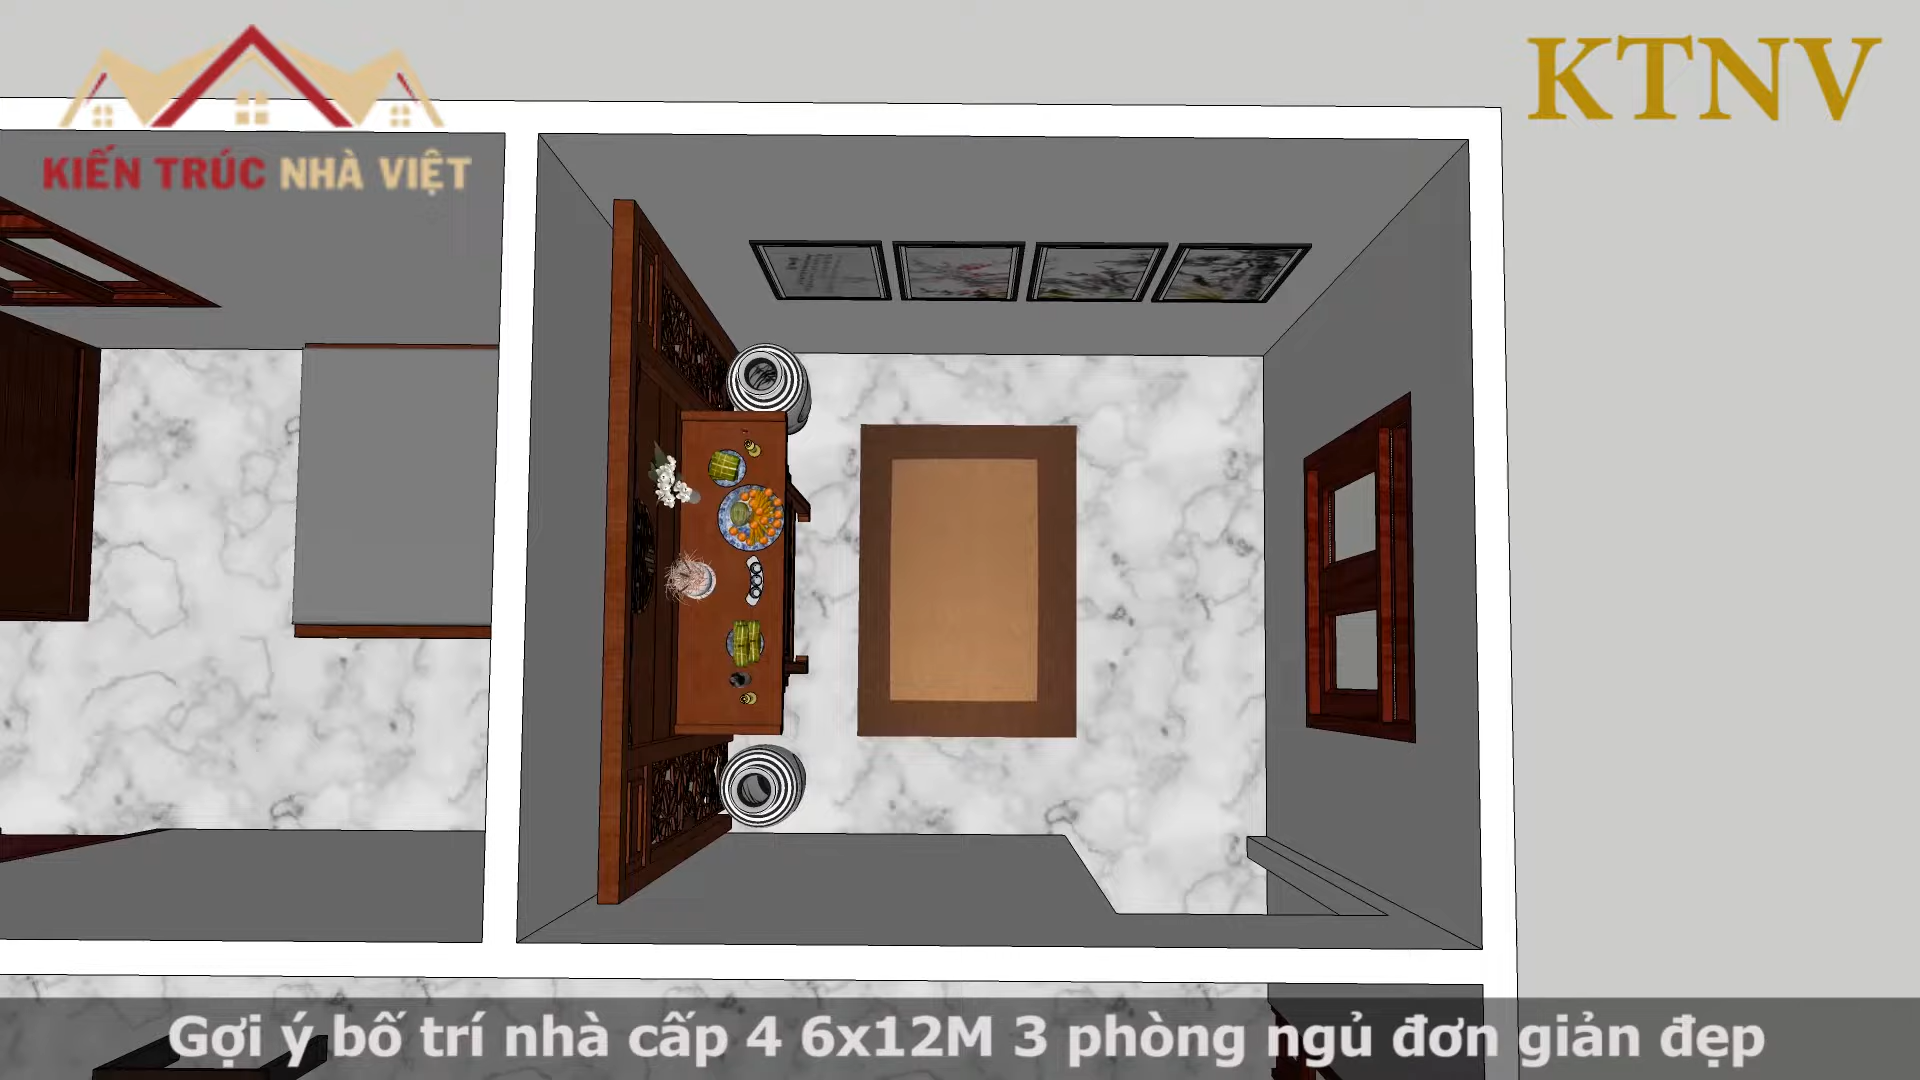 KTNV
KIẾN TRÚC NHÀ VIỆT
Gợi ý bố trí nhà cấp 4 6x12M 3 phòng ngủ đơn giản đẹp